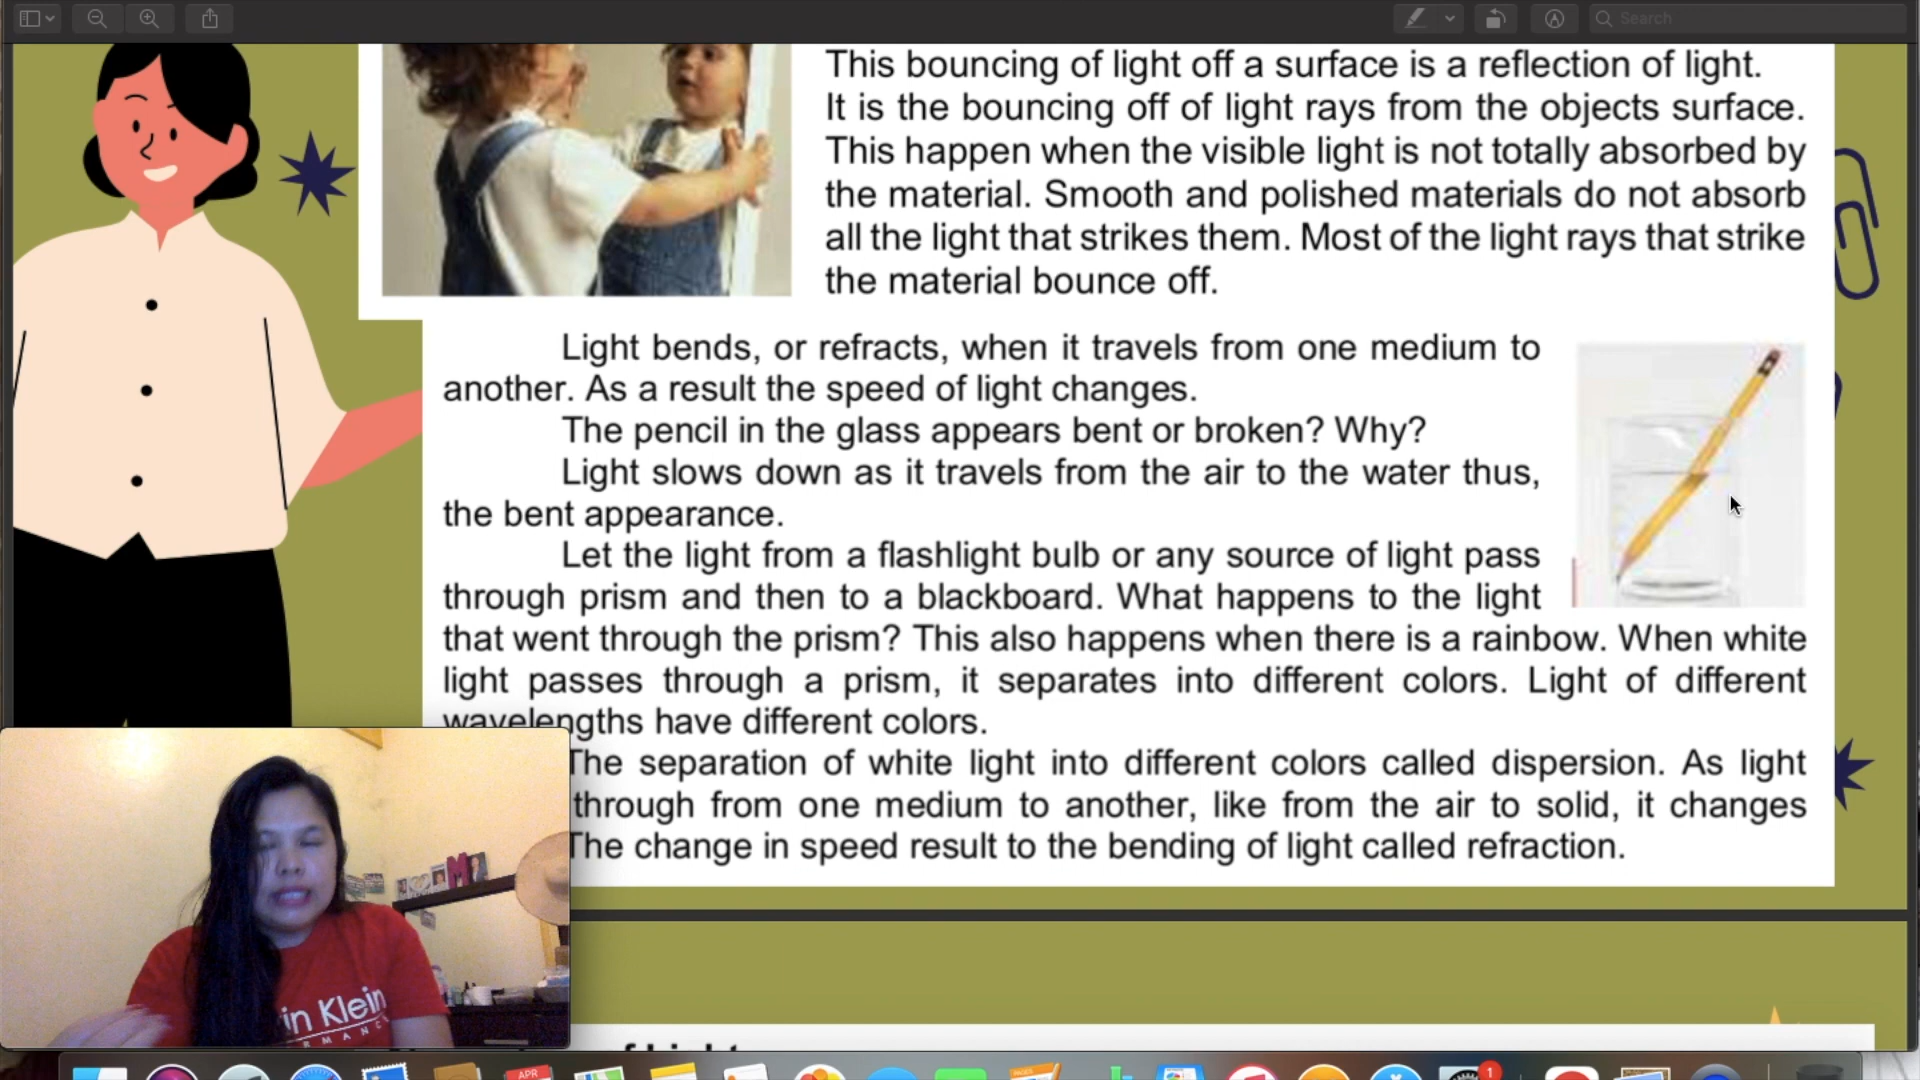 Search
This bouncing of light off a surface is a reflection of light.
It is the bouncing off of light rays from the objects surface.
This happen when the visible light is not totally absorbed by
the material. Smooth and polished materials do not absorb
all the light that strikes them. Most of the light rays that strike
the material bounce off.
Light bends, or refracts, when it travels from one medium to
another. As a result the speed of light changes.
The pencil in the glass appears bent or broken? Why?
Light slows down as it travels from the air to the water thus,
the bent appearance.
Let the light from a flashlight bulb or any source of light pass
through prism and then to a blackboard. What happens to the light
that went through the prism? This also happens when there is a rainbow. When white
light passes through a prism, it separates into different colors. Light of different
wavelengths have different colors.
The separation of white light into different colors called dispersion. As light
through from one medium to another, like from the air to solid, it changes
The change in speed result to the bending of light called refraction.
in Klein
RMANC
APR
PAGES
1